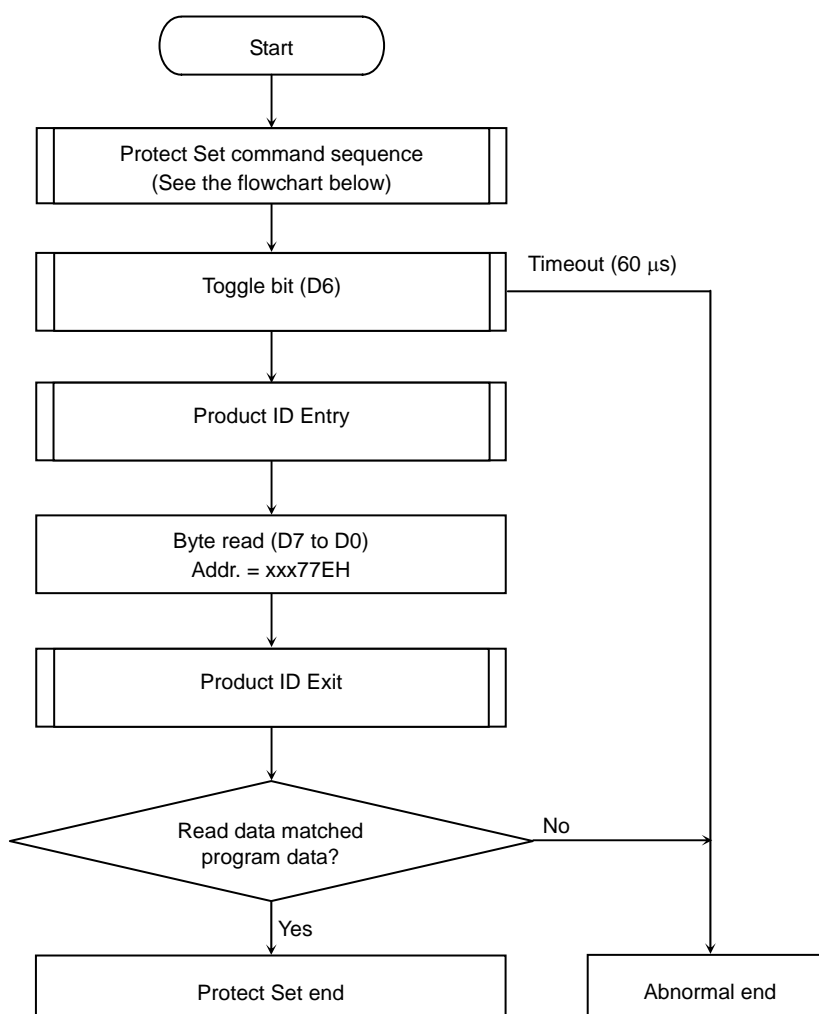 Start
Protect Set command sequence
(See the flowchart below)
Timeout (60 μs)
Toggle bit (D6)
Product ID Entry
Byte read (D7 to D0)
Addr. = xxx77EH
Product ID Exit
Read data matched
program data?
No
Yes
Protect Set end
Abnormal end